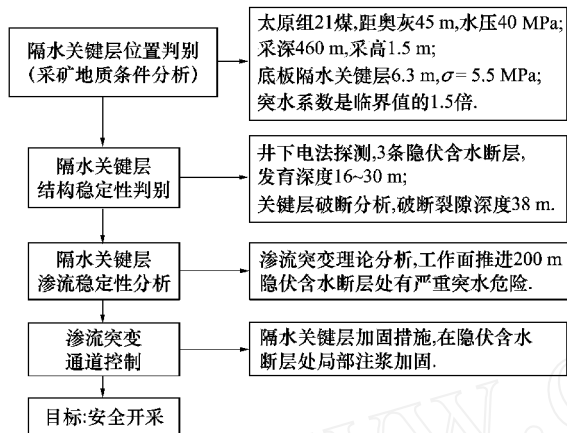 隔水关键层位置判别
(采矿地质条件分析)
太原组21煤,距奥灰45 m,水压40 MPa;
采深460 m,采高1.5 m;
底板隔水关键层6.3 m,σ= 5.5 MPa;
突水系数是临界值的1.5倍.
隔水关键层
结构稳定性判别
井下电法探测,3条隐伏含水断层,
发育深度16~30 m;
关键层破断分析,破断裂隙深度38 m.
隔水关键层
渗流稳定性分析
渗流突变理论分析,工作面推进200 m
隐伏含水断层处有严重突水危险.
渗流突变
通道控制
隔水关键层加固措施,在隐伏含水
断层处局部注浆加固.
目标:安全开采